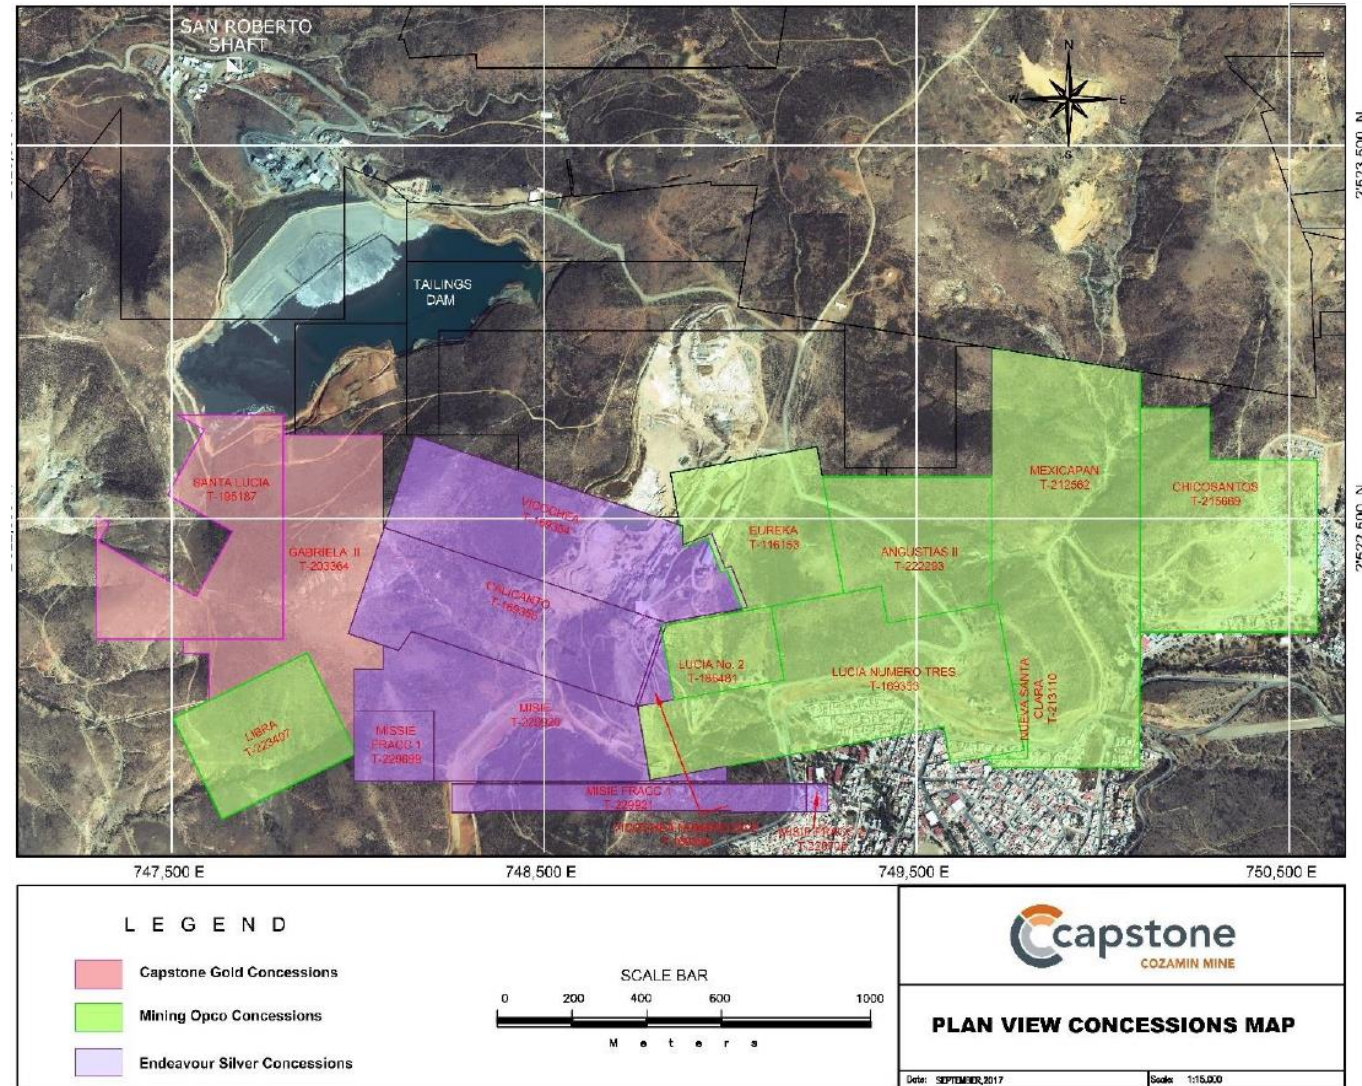 SAN ROBERTO
SHAFT
N
W
E
S
TAILINGS
DAM
SANTA LUCIA
T-195187
GABRIELA II
T-203364
VICOCHEA
CALICANTO
EUREKA
T-116153
ANGUSTIAS II
T-222293
MEXICAPAN
T-212562
CHICOSANTOS
T-215669
LUCIA No. 2
LUCIA NUMERO TRES
NUEVA SANTA
CLARA
T-213110
LIBRA
T-223407
MISSIE
FRACC 1
MISIE
MISIE FRACC 1
T-229921
747,500 E
748,500 E
749,500 E
750,500 E
LEGEND
Capstone Gold Concessions
Mining Opco Concessions
Endeavour Silver Concessions
SCALE BAR
0 200 400 600 1000
Meters
capstone
COZAMIN MINE
PLAN VIEW CONCESSIONS MAP
Date: SEPTEMBER,2017
Scale: 1:15,000